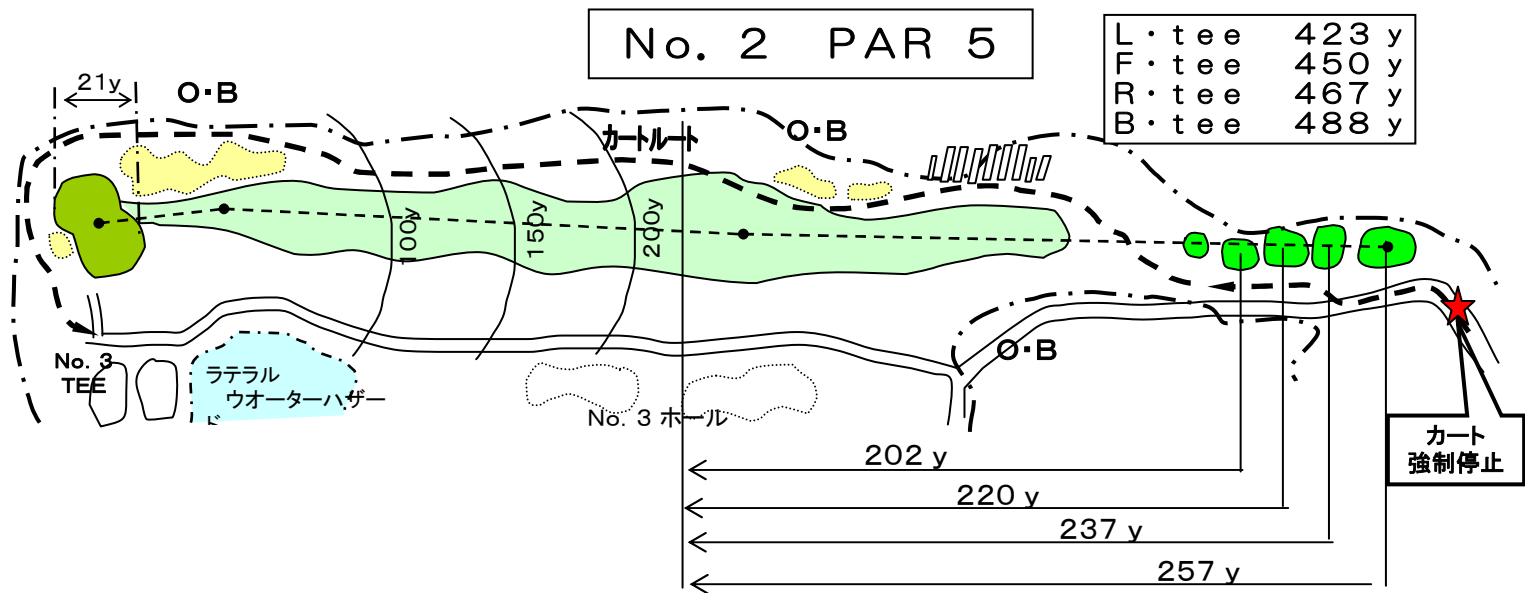 No. 2 PAR 5
L・tee 423 y
F・tee 450 y
R・tee 467 y
B・tee 488 y
21y
O・B
カートルート
O・B
100y
150y
200y
No. 3
TEE
ラテラル
ウオーターハザー
ド
No. 3 ホール
O・B
カート
強制停止
202 y
220 y
237 y
257 y